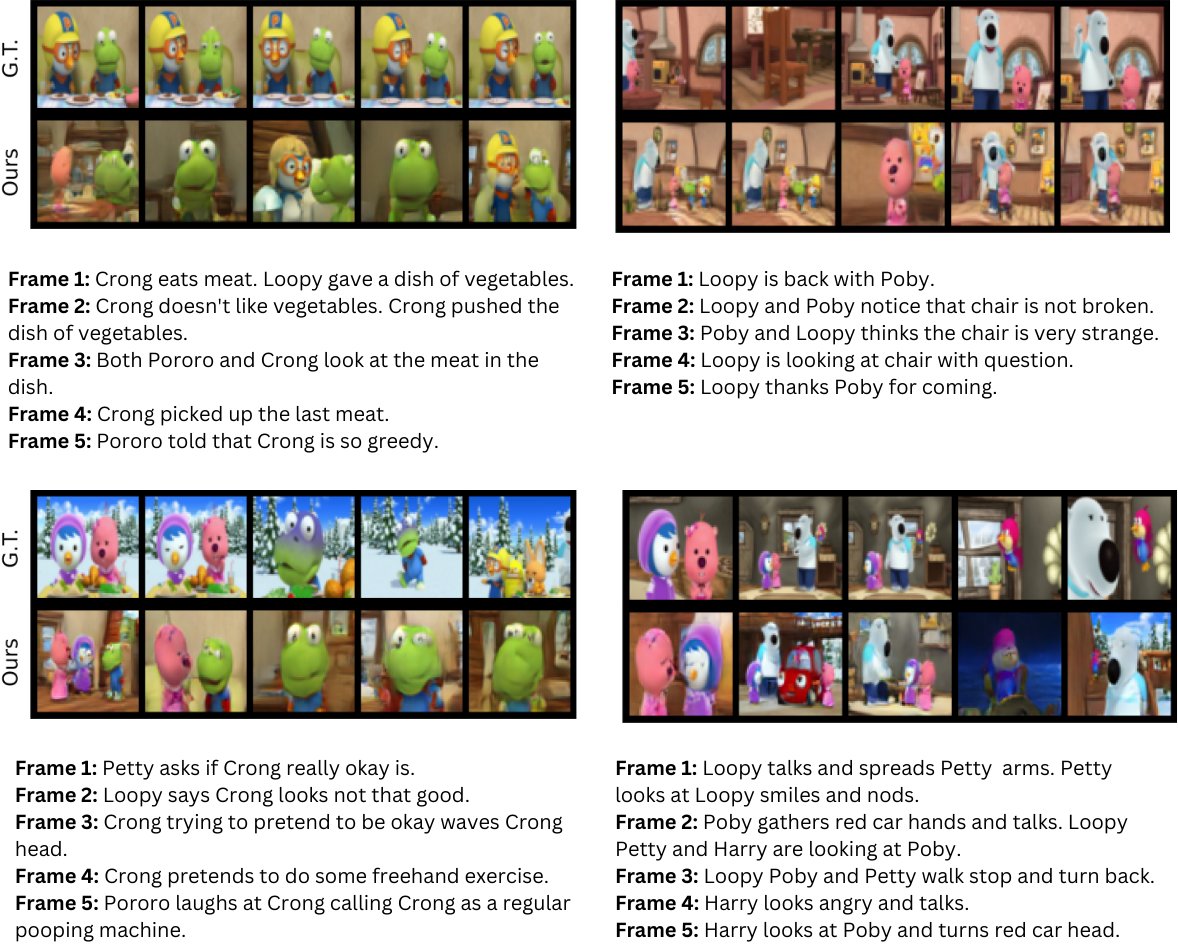 G.T.
Ours
Frame 1: Crong eats meat. Loopy gave a dish of vegetables.
Frame 2: Crong doesn't like vegetables. Crong pushed the
dish of vegetables.
Frame 3: Both Pororo and Crong look at the meat in the
dish.
Frame 4: Crong picked up the last meat.
Frame 5: Pororo told that Crong is so greedy.
Frame 1: Loopy is back with Poby.
Frame 2: Loopy and Poby notice that chair is not broken.
Frame 3: Poby and Loopy thinks the chair is very strange.
Frame 4: Loopy is looking at chair with question.
Frame 5: Loopy thanks Poby for coming.
G.T.
Ours
Frame 1: Petty asks if Crong really okay is.
Frame 2: Loopy says Crong looks not that good.
Frame 3: Crong trying to pretend to be okay waves Crong
head.
Frame 4: Crong pretends to do some freehand exercise.
Frame 5: Pororo laughs at Crong calling Crong as a regular
pooping machine.
Frame 1: Loopy talks and spreads Petty  arms. Petty
looks at Loopy smiles and nods.
Frame 2: Poby gathers red car hands and talks. Loopy
Petty and Harry are looking at Poby.
Frame 3: Loopy Poby and Petty walk stop and turn back.
Frame 4: Harry looks angry and talks.
Frame 5: Harry looks at Poby and turns red car head.